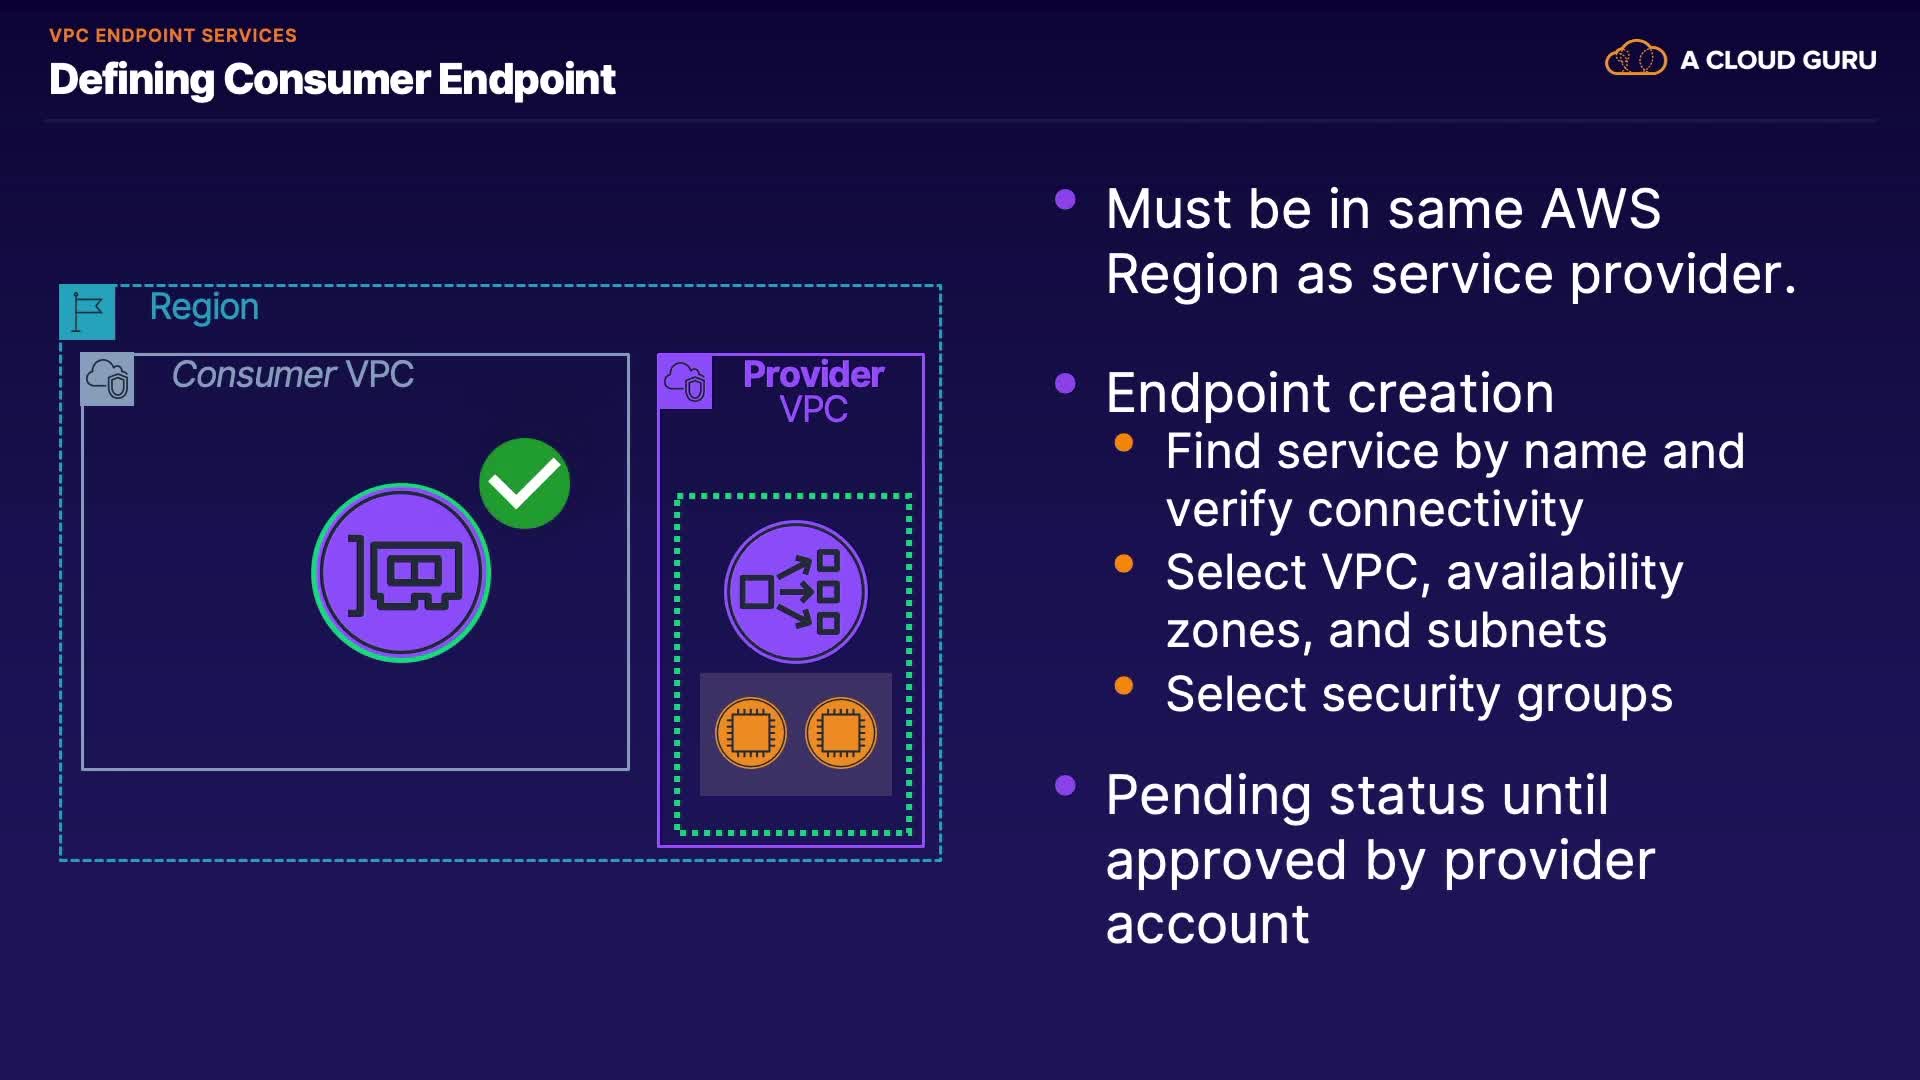 VPC ENDPOINT SERVICES
Defining Consumer Endpoint
A CLOUD GURU
Region
Consumer VPC
Provider
VPC
Must be in same AWS
Region as service provider.
Endpoint creation
Find service by name and
verify connectivity
Select VPC, availability
zones, and subnets
Select security groups
Pending status until
approved by provider
account